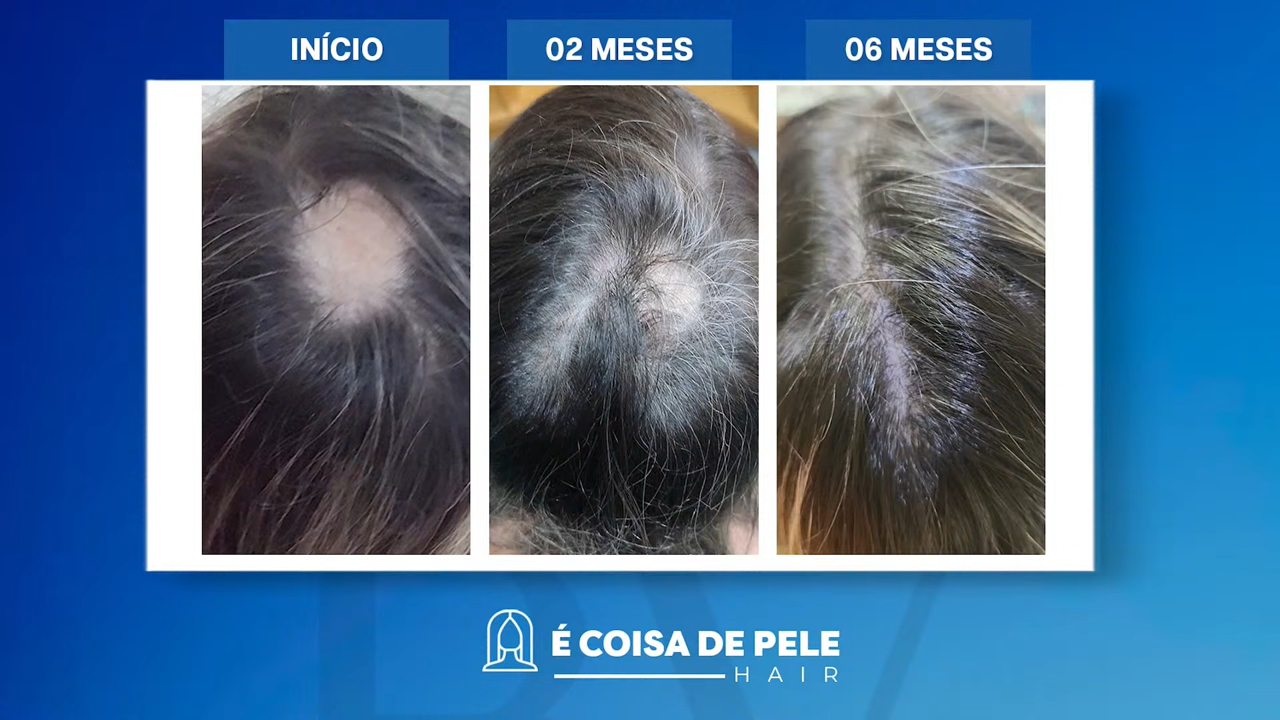 INÍCIO
02 MESES
06 MESES
É COISA DE PELE
HAIR